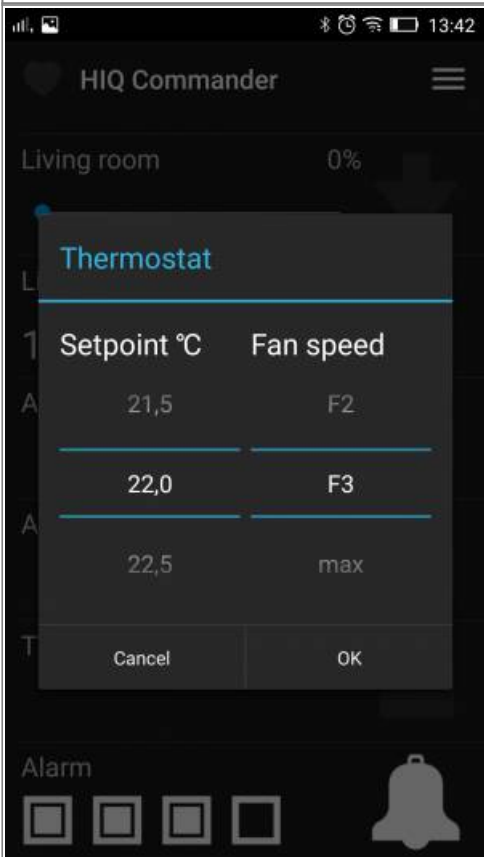 13:42
HIQ Commander
Living room 0%
Thermostat
L
1 Setpoint °C Fan speed
A 21,5 F2
22,0 F3
A
22,5 max
T
Cancel OK
Alarm